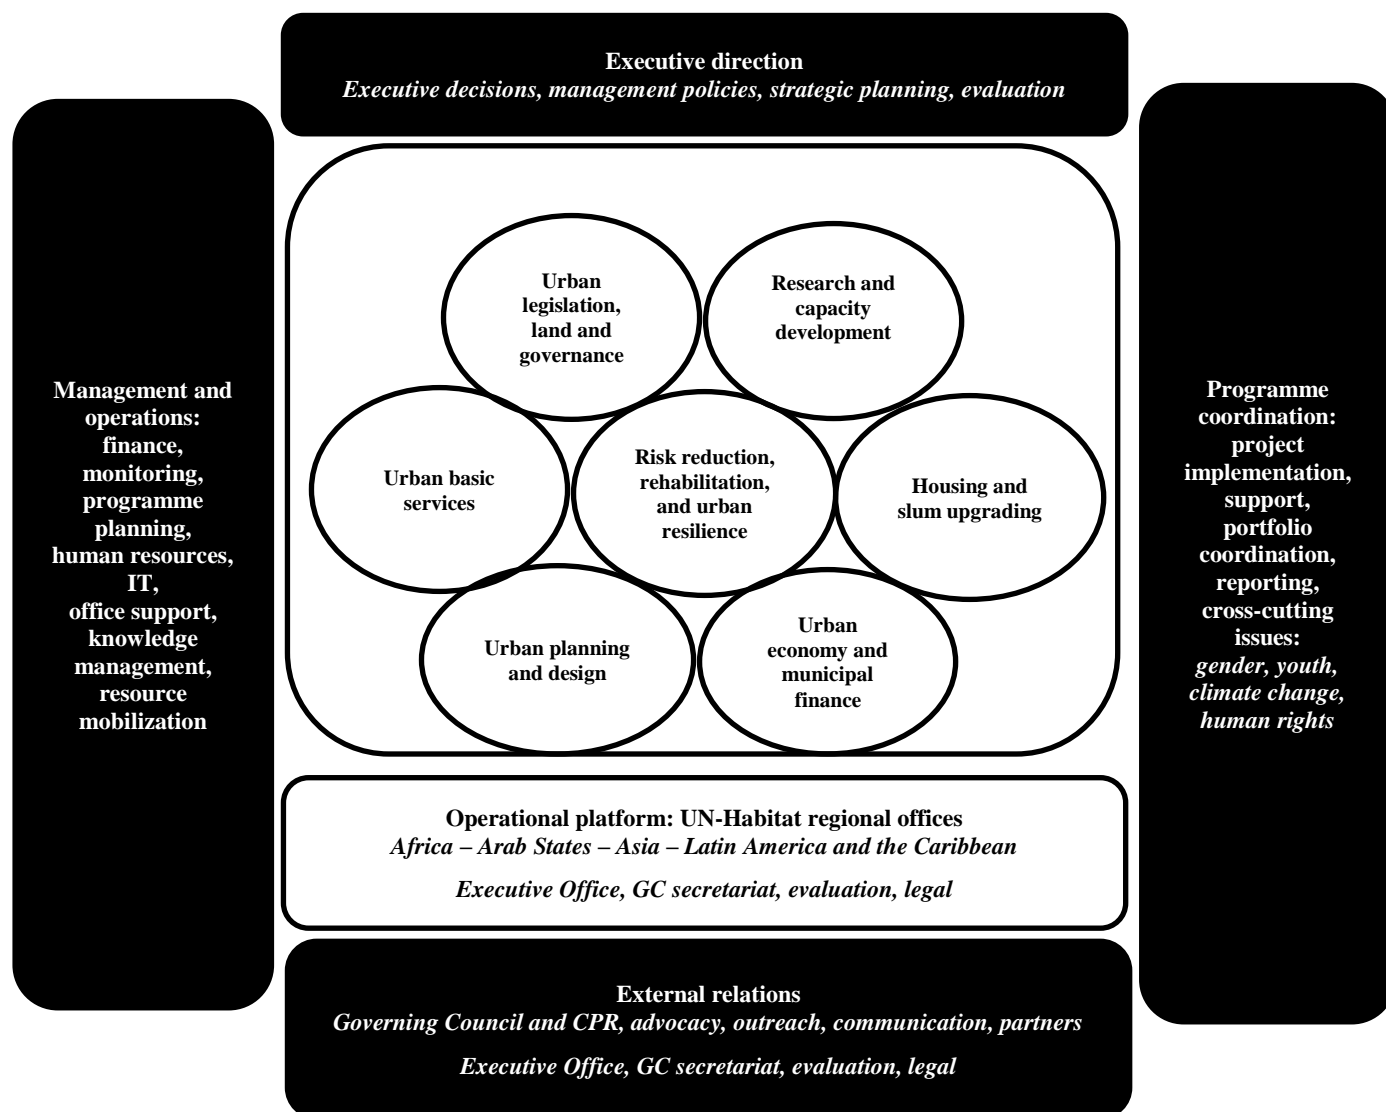 Executive direction
Executive decisions, management policies, strategic planning, evaluation
Management and
operations:
finance,
monitoring,
programme
planning,
human resources,
IT,
office support,
knowledge
management,
resource
mobilization
Urban
legislation,
land and
governance
Research and
capacity
development
Urban basic
services
Risk reduction,
rehabilitation,
and urban
resilience
Housing and
slum upgrading
Urban planning
and design
Urban
economy and
municipal
finance
Programme
coordination:
project
implementation,
support,
portfolio
coordination,
reporting,
cross-cutting
issues:
gender, youth,
climate change,
human rights
Operational platform: UN-Habitat regional offices
Africa – Arab States – Asia – Latin America and the Caribbean
Executive Office, GC secretariat, evaluation, legal
External relations
Governing Council and CPR, advocacy, outreach, communication, partners
Executive Office, GC secretariat, evaluation, legal